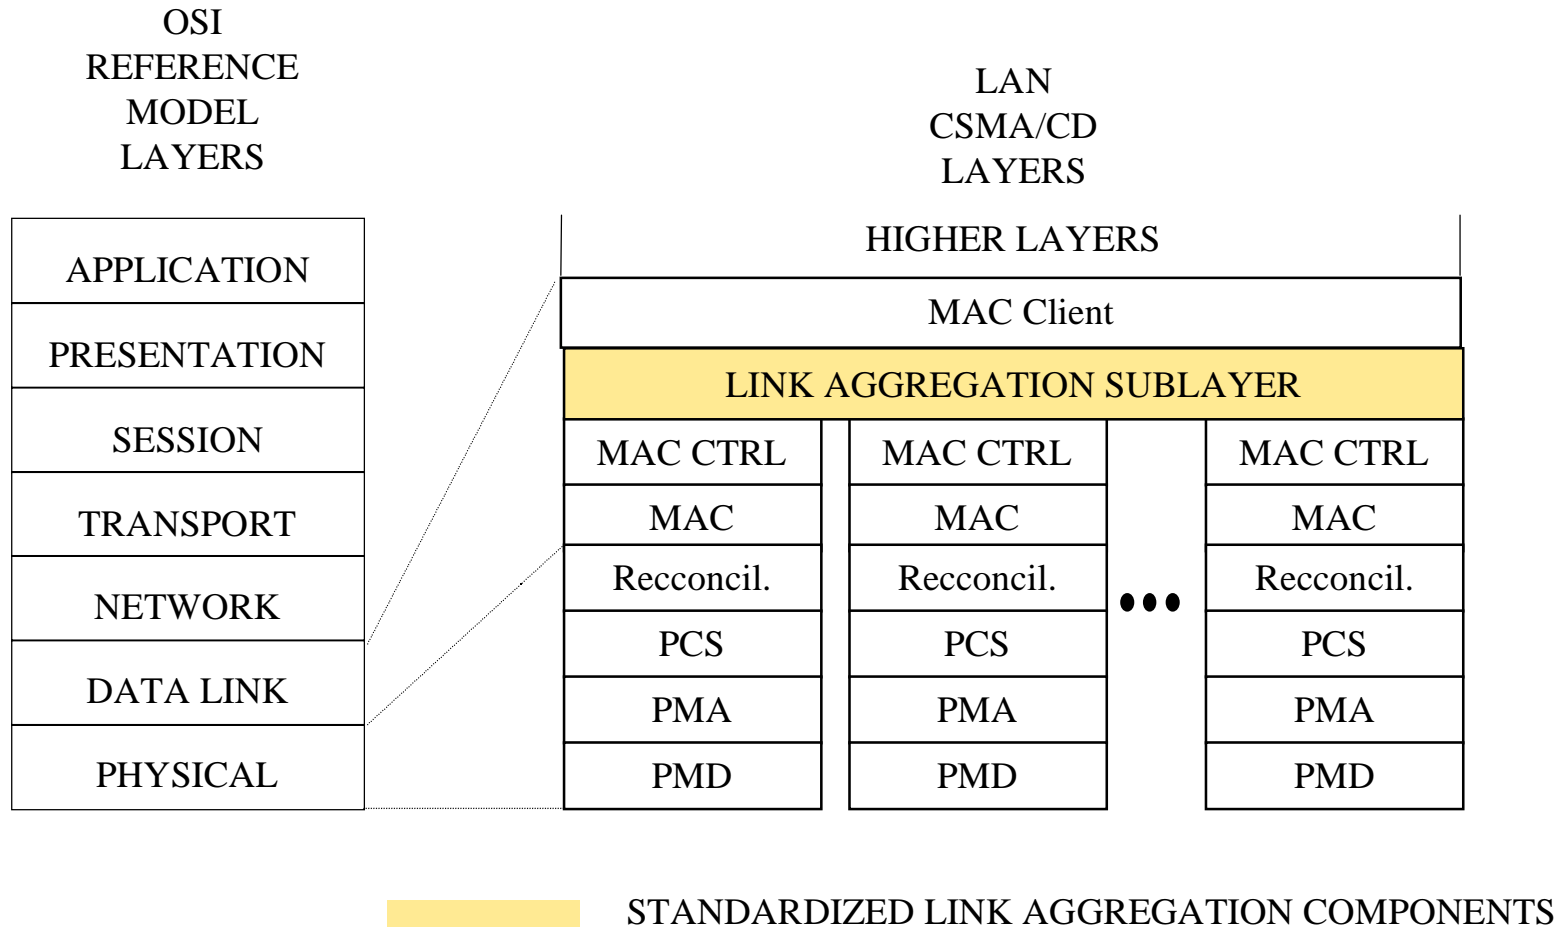 OSI
REFERENCE
MODEL
LAYERS
APPLICATION
PRESENTATION
SESSION
TRANSPORT
NETWORK
DATA LINK
PHYSICAL
LAN
CSMA/CD
LAYERS
HIGHER LAYERS
MAC Client
LINK AGGREGATION SUBLAYER
MAC CTRL MAC CTRL MAC CTRL
MAC MAC MAC
Recconcil. Recconcil. Recconcil.
PCS PCS PCS
PMA PMA PMA
PMD PMD PMD
STANDARDIZED LINK AGGREGATION COMPONENTS